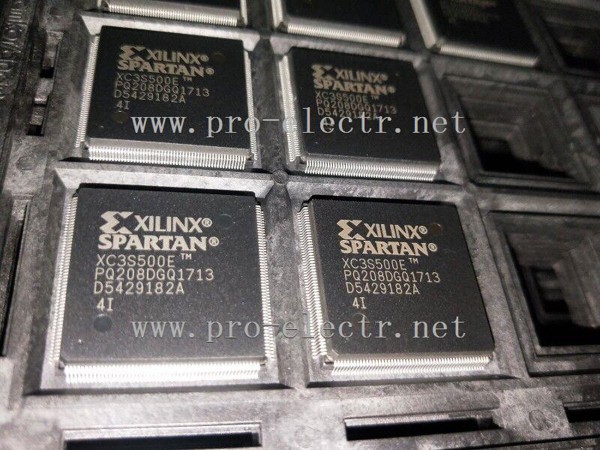 XILINX®
SPARTAN®
XC3S500E™
PQ208DGQ1713
D5429182A
4I
XILINX®
SPARTAN®
XC3S500E™
PQ208DGQ1713
D5429182A
4I
www.pro-electr.net
XILINX®
SPARTAN®
XC3S500E™
PQ208DGQ1713
D5429182A
4I
XILINX®
SPARTAN®
XC3S500E™
PQ208DGQ1713
D5429182A
4I
www.pro-electr.net